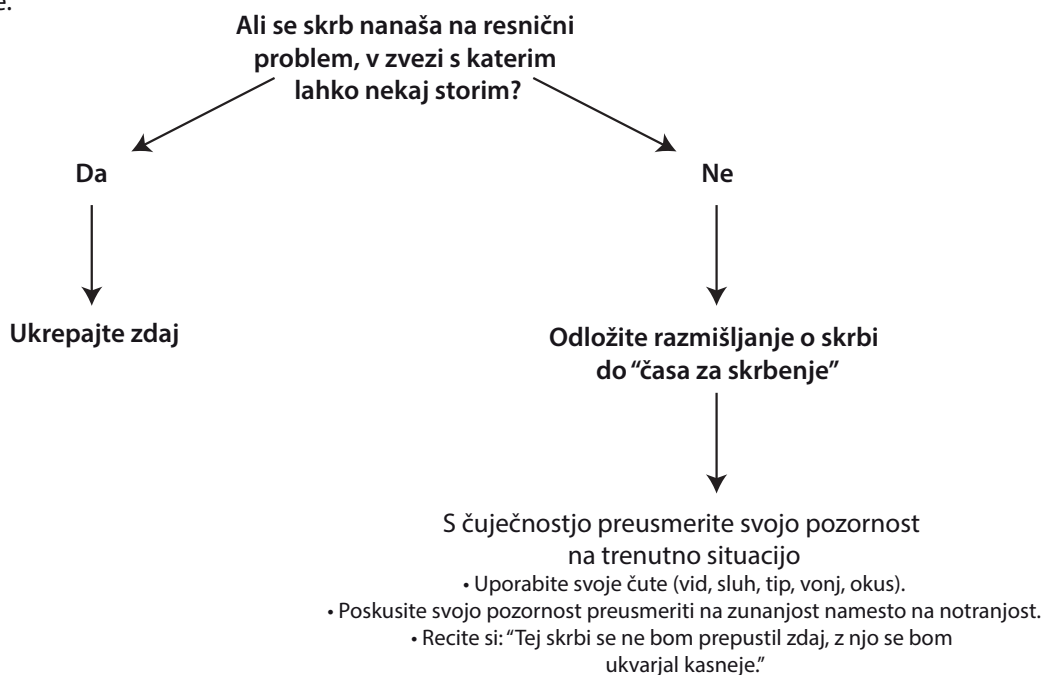 e.
Ali se skrb nanaša na resnični
problem, v zvezi s katerim
lahko nekaj storim?
Da
Ne
Ukrepajte zdaj
Odložite razmišljanje o skrbi
do “časa za skrbenje”
S čuječnostjo preusmerite svojo pozornost
na trenutno situacijo
• Uporabite svoje čute (vid, sluh, tip, vonj, okus).
• Poskusite svojo pozornost preusmeriti na zunanjost namesto na notranjost.
• Recite si: “Tej skrbi se ne bom prepustil zdaj, z njo se bom
ukvarjal kasneje.”